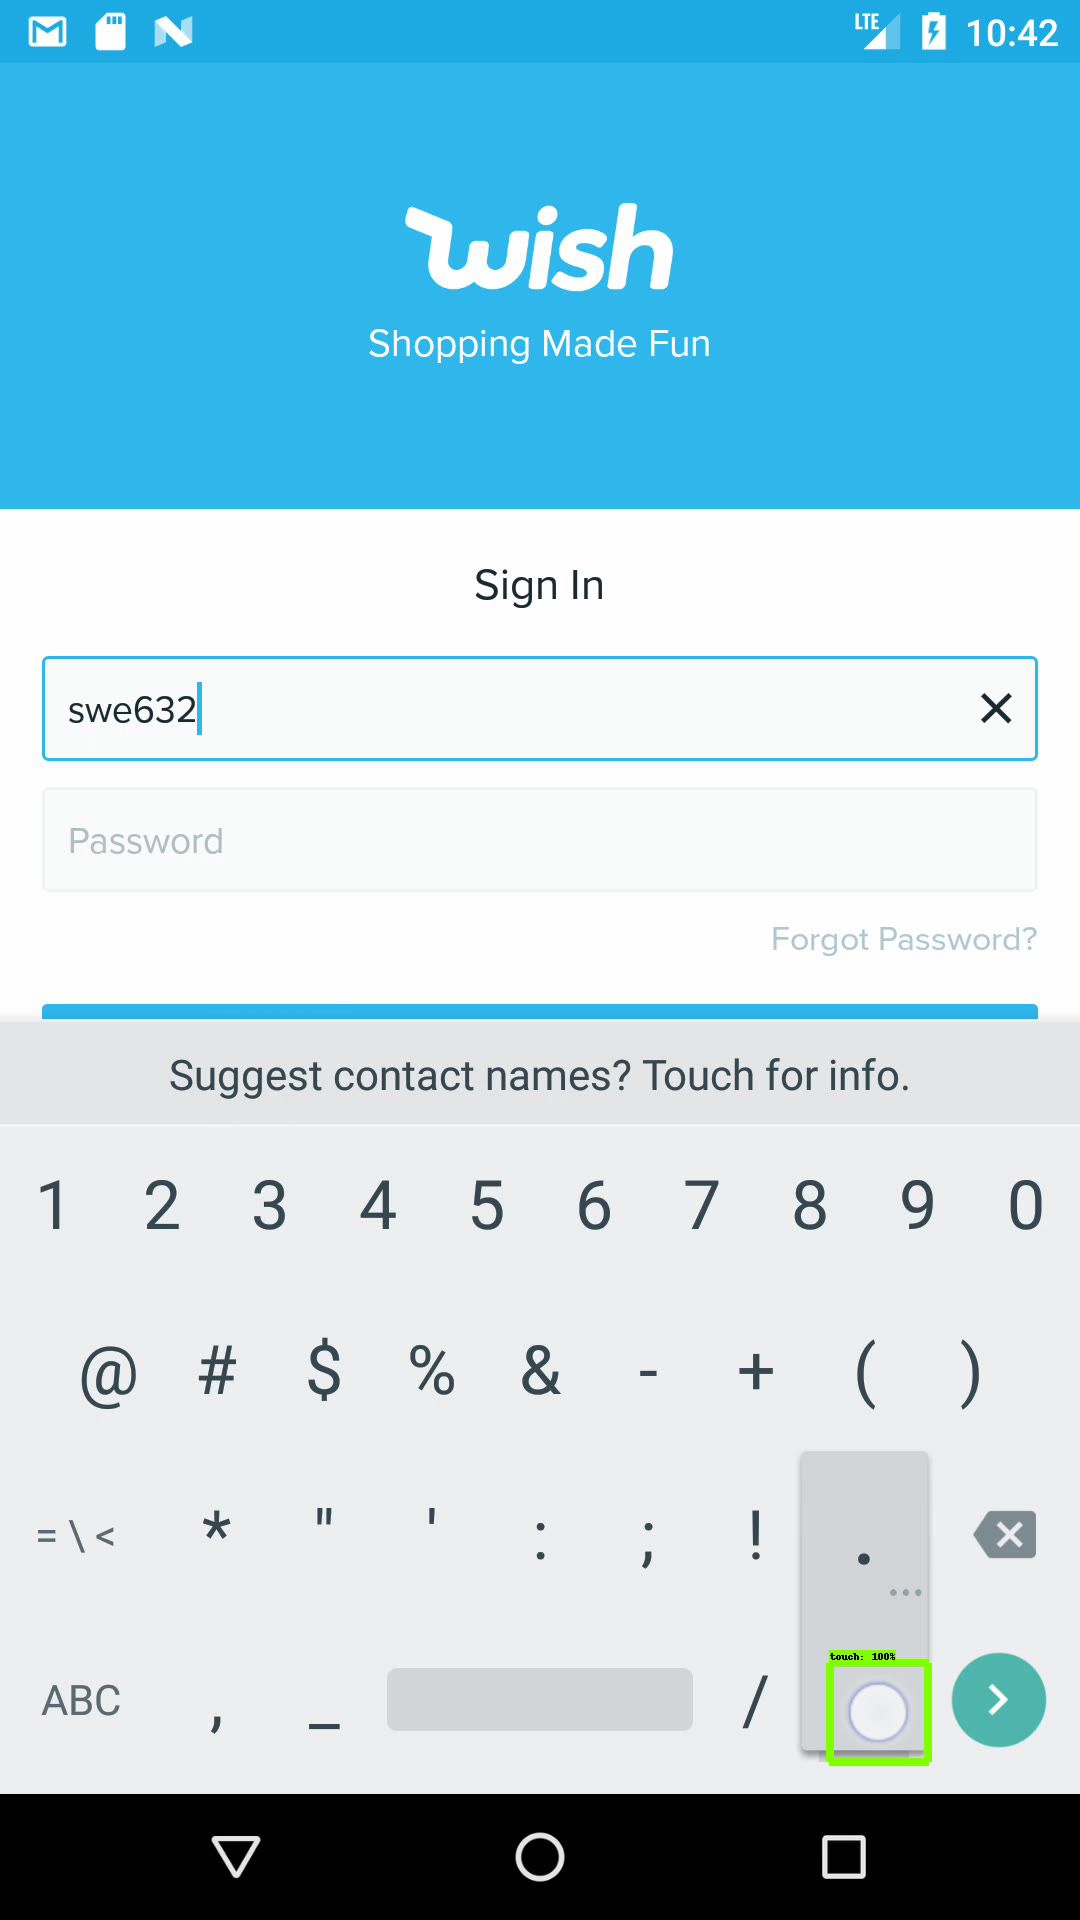 LTE 10:42
wish
Shopping Made Fun
Sign In
swe632
Password
Forgot Password?
Suggest contact names? Touch for info.
1 2 3 4 5 6 7 8 9 0
@ # $ % & - + ( )
= \ < * " ' : ; ! .
touch: 100%
ABC , _ /